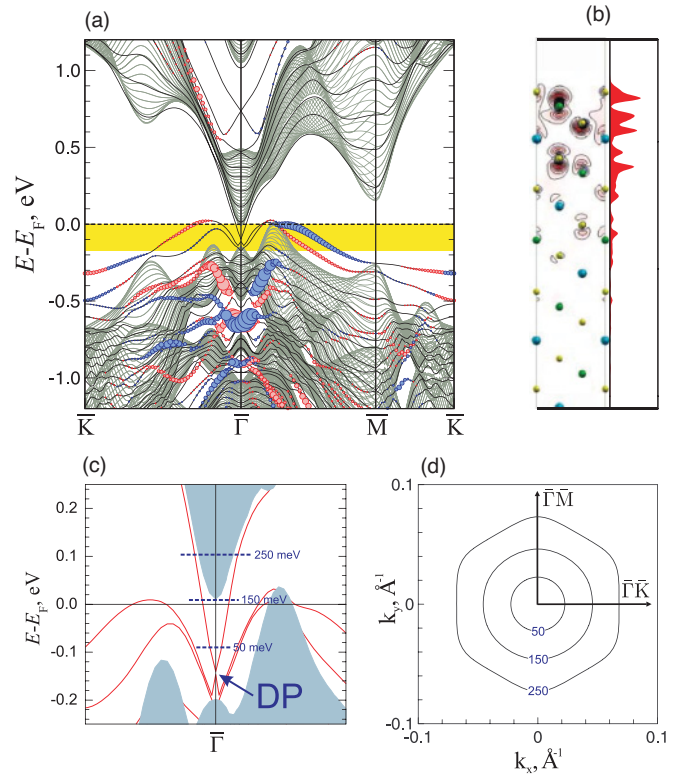 (a)
(b)
E-E_F, eV
1.0
0.5
0.0
-0.5
-1.0
K̅ Γ̅ M̅ K̅
(c)
(d)
E-E_F, eV
0.2
0.1
0.0
-0.1
-0.2
250 meV
150 meV
50 meV
DP
Γ̅
k_y, Å⁻¹
0.1
0
-0.1
Γ̅M̅
Γ̅K̅
50
150
250
-0.1 0 0.1
k_x, Å⁻¹